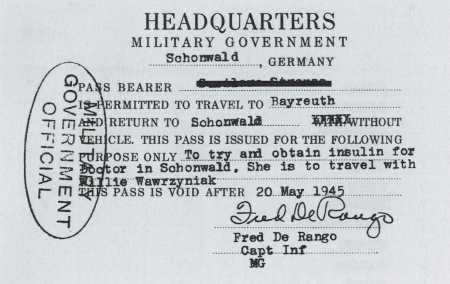 HEADQUARTERS
MILITARY GOVERNMENT
Schonwald, GERMANY
PASS BEARER
IS PERMITTED TO TRAVEL TO Bayreuth
AND RETURN TO Schonwald WITHOUT
VEHICLE. THIS PASS IS ISSUED FOR THE FOLLOWING
PURPOSE ONLY To try and obtain insulin for
Doctor in Schonwald. She is to travel with
Willie Wawrzyniak
THIS PASS IS VOID AFTER 20 May 1945
Fred De Rango
Fred De Rango
Capt Inf
MG
MILITARY
GOVERNMENT
OFFICIAL